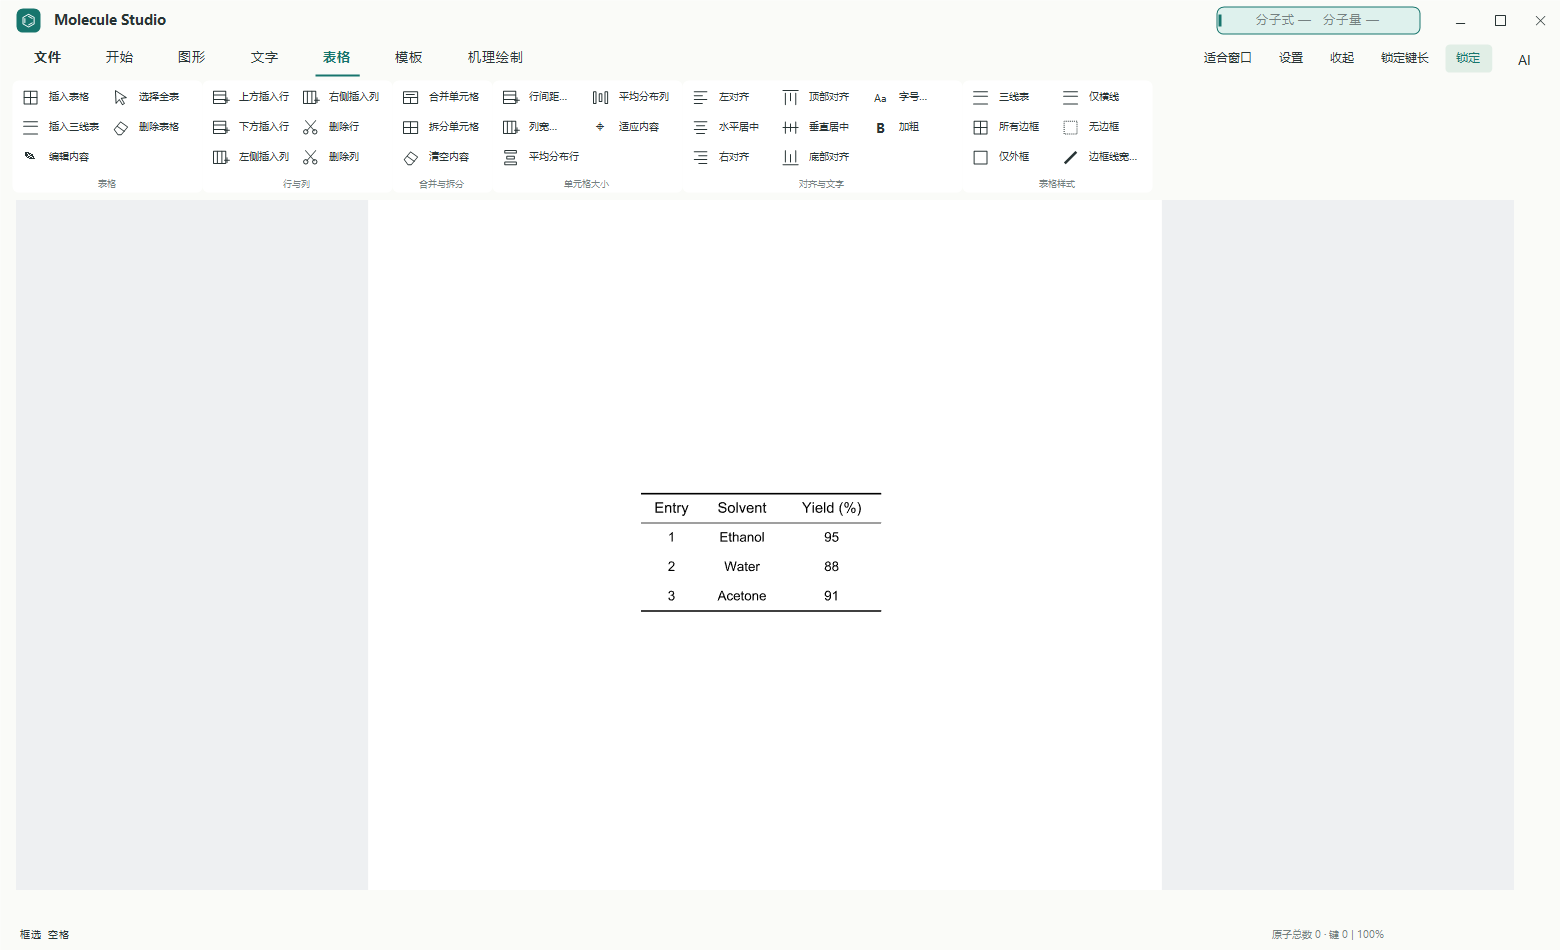 Molecule Studio
分子式 — 分子量 —
文件 开始 图形 文字 表格 模板 机理绘制 适合窗口 设置 收起 锁定键长 锁定 AI
插入表格 选择全表 上方插入行 右侧插入列 合并单元格 行间距... 平均分布列 左对齐 顶部对齐 Aa 字号... 三线表 仅横线
插入三线表 删除表格 下方插入行 删除行 拆分单元格 列宽... 适应内容 水平居中 垂直居中 B 加粗 所有边框 无边框
编辑内容 左侧插入列 删除列 清空内容 平均分布行 右对齐 底部对齐 仅外框 边框线宽...
表格 行与列 合并与拆分 单元格大小 对齐与文字 表格样式
Entry Solvent Yield (%)
1 Ethanol 95
2 Water 88
3 Acetone 91
框选 空格
原子总数 0 · 键 0 | 100%